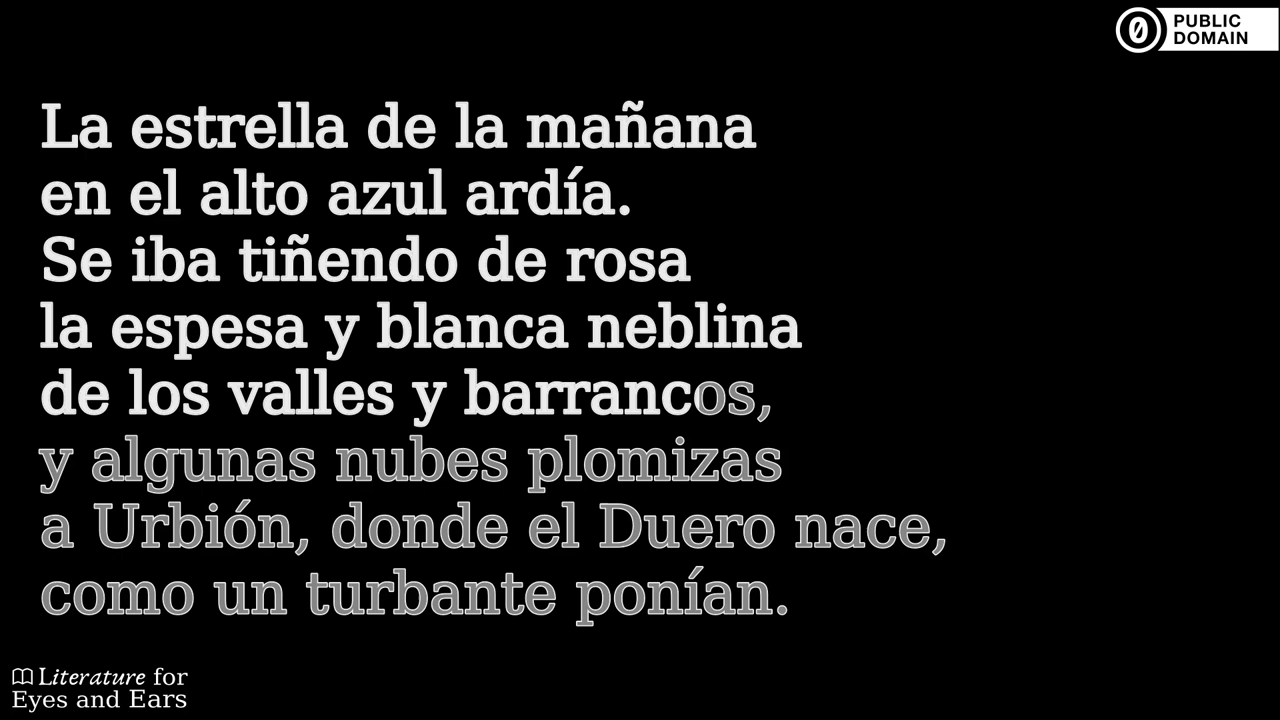 PUBLIC
DOMAIN
La estrella de la mañana
en el alto azul ardía.
Se iba tiñendo de rosa
la espesa y blanca neblina
de los valles y barrancos,
y algunas nubes plomizas
a Urbión, donde el Duero nace,
como un turbante ponían.
Literature for
Eyes and Ears